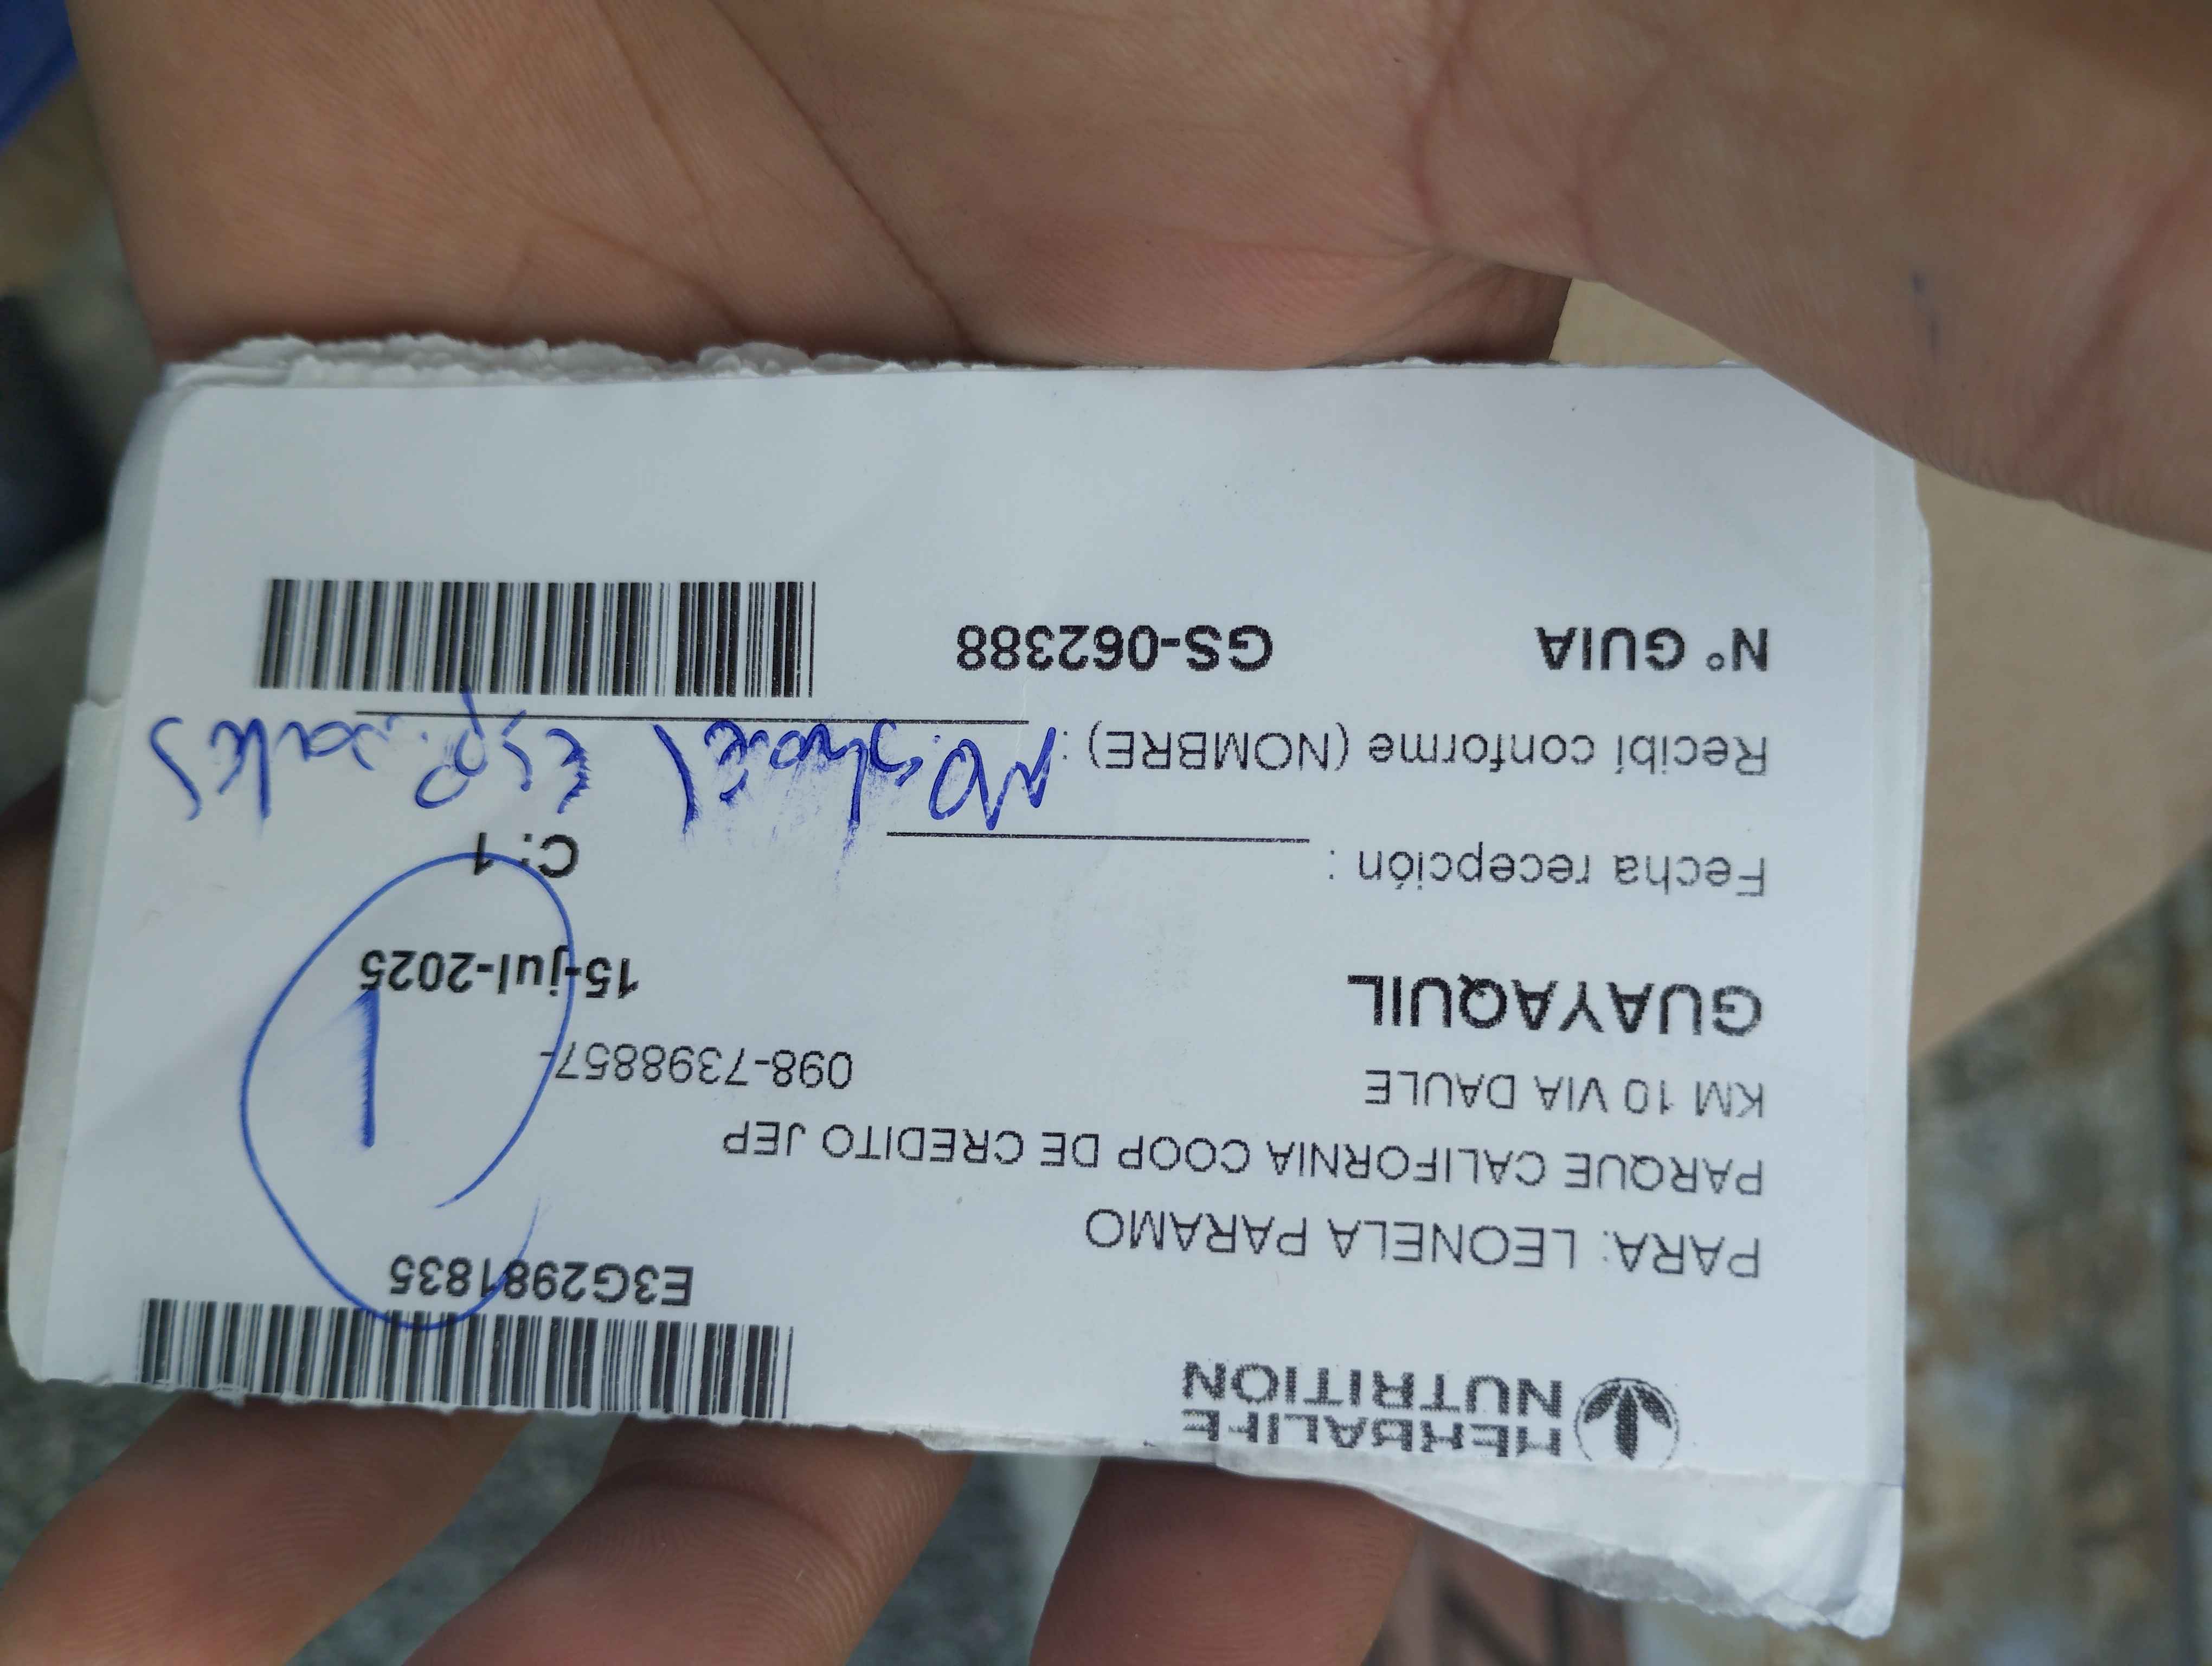 HERBALIFE
NUTRITION
E3G2981835
PARA: LEONELA PARAMO
PARQUE CALIFORNIA COOP DE CREDITO JEP
KM 10 VIA DAULE
098-7398857-
GUAYAQUIL
15-jul-2025
1
Fecha recepción :
C: 1
Recibí conforme (NOMBRE) :
N° GUIA GS-062388